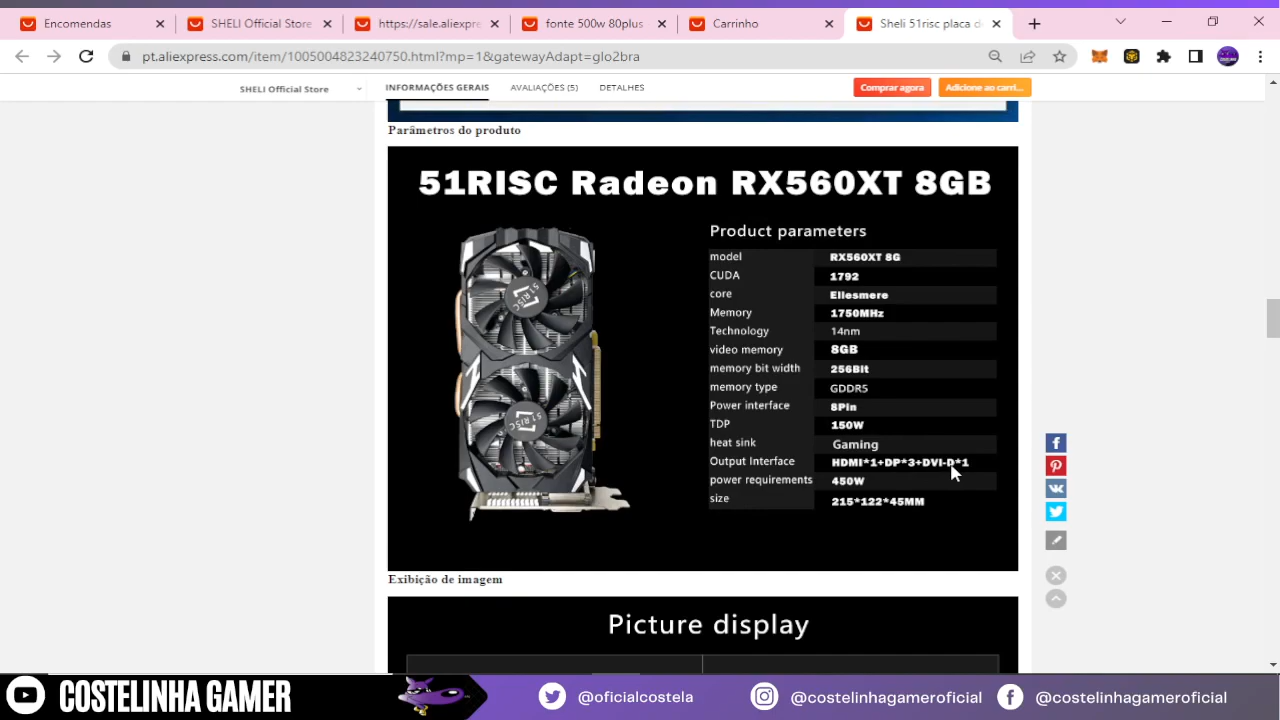 Encomendas
SHELI Official Store
https://sale.aliexpre
fonte 500w 80plus
Carrinho
Sheli 51risc placa d
pt.aliexpress.com/item/1005004823240750.html?mp=1&gatewayAdapt=glo2bra
SHELI Official Store
INFORMAÇÕES GERAIS
AVALIAÇÕES (5)
DETALHES
Comprar agora
Adicione ao carri...
Parâmetros do produto
51RISC Radeon RX560XT 8GB
Product parameters
model RX560XT 8G
CUDA 1792
core Ellesmere
Memory 1750MHz
Technology 14nm
video memory 8GB
memory bit width 256Bit
memory type GDDR5
Power interface 8Pin
TDP 150W
heat sink Gaming
Output Interface HDMI*1+DP*3+DVI-D*1
power requirements 450W
size 215*122*45MM
51RISC
51RISC
Exibição de imagem
Picture display
COSTELINHA GAMER
@oficialcostela
@costelinhagameroficial
@costelinhagameroficial